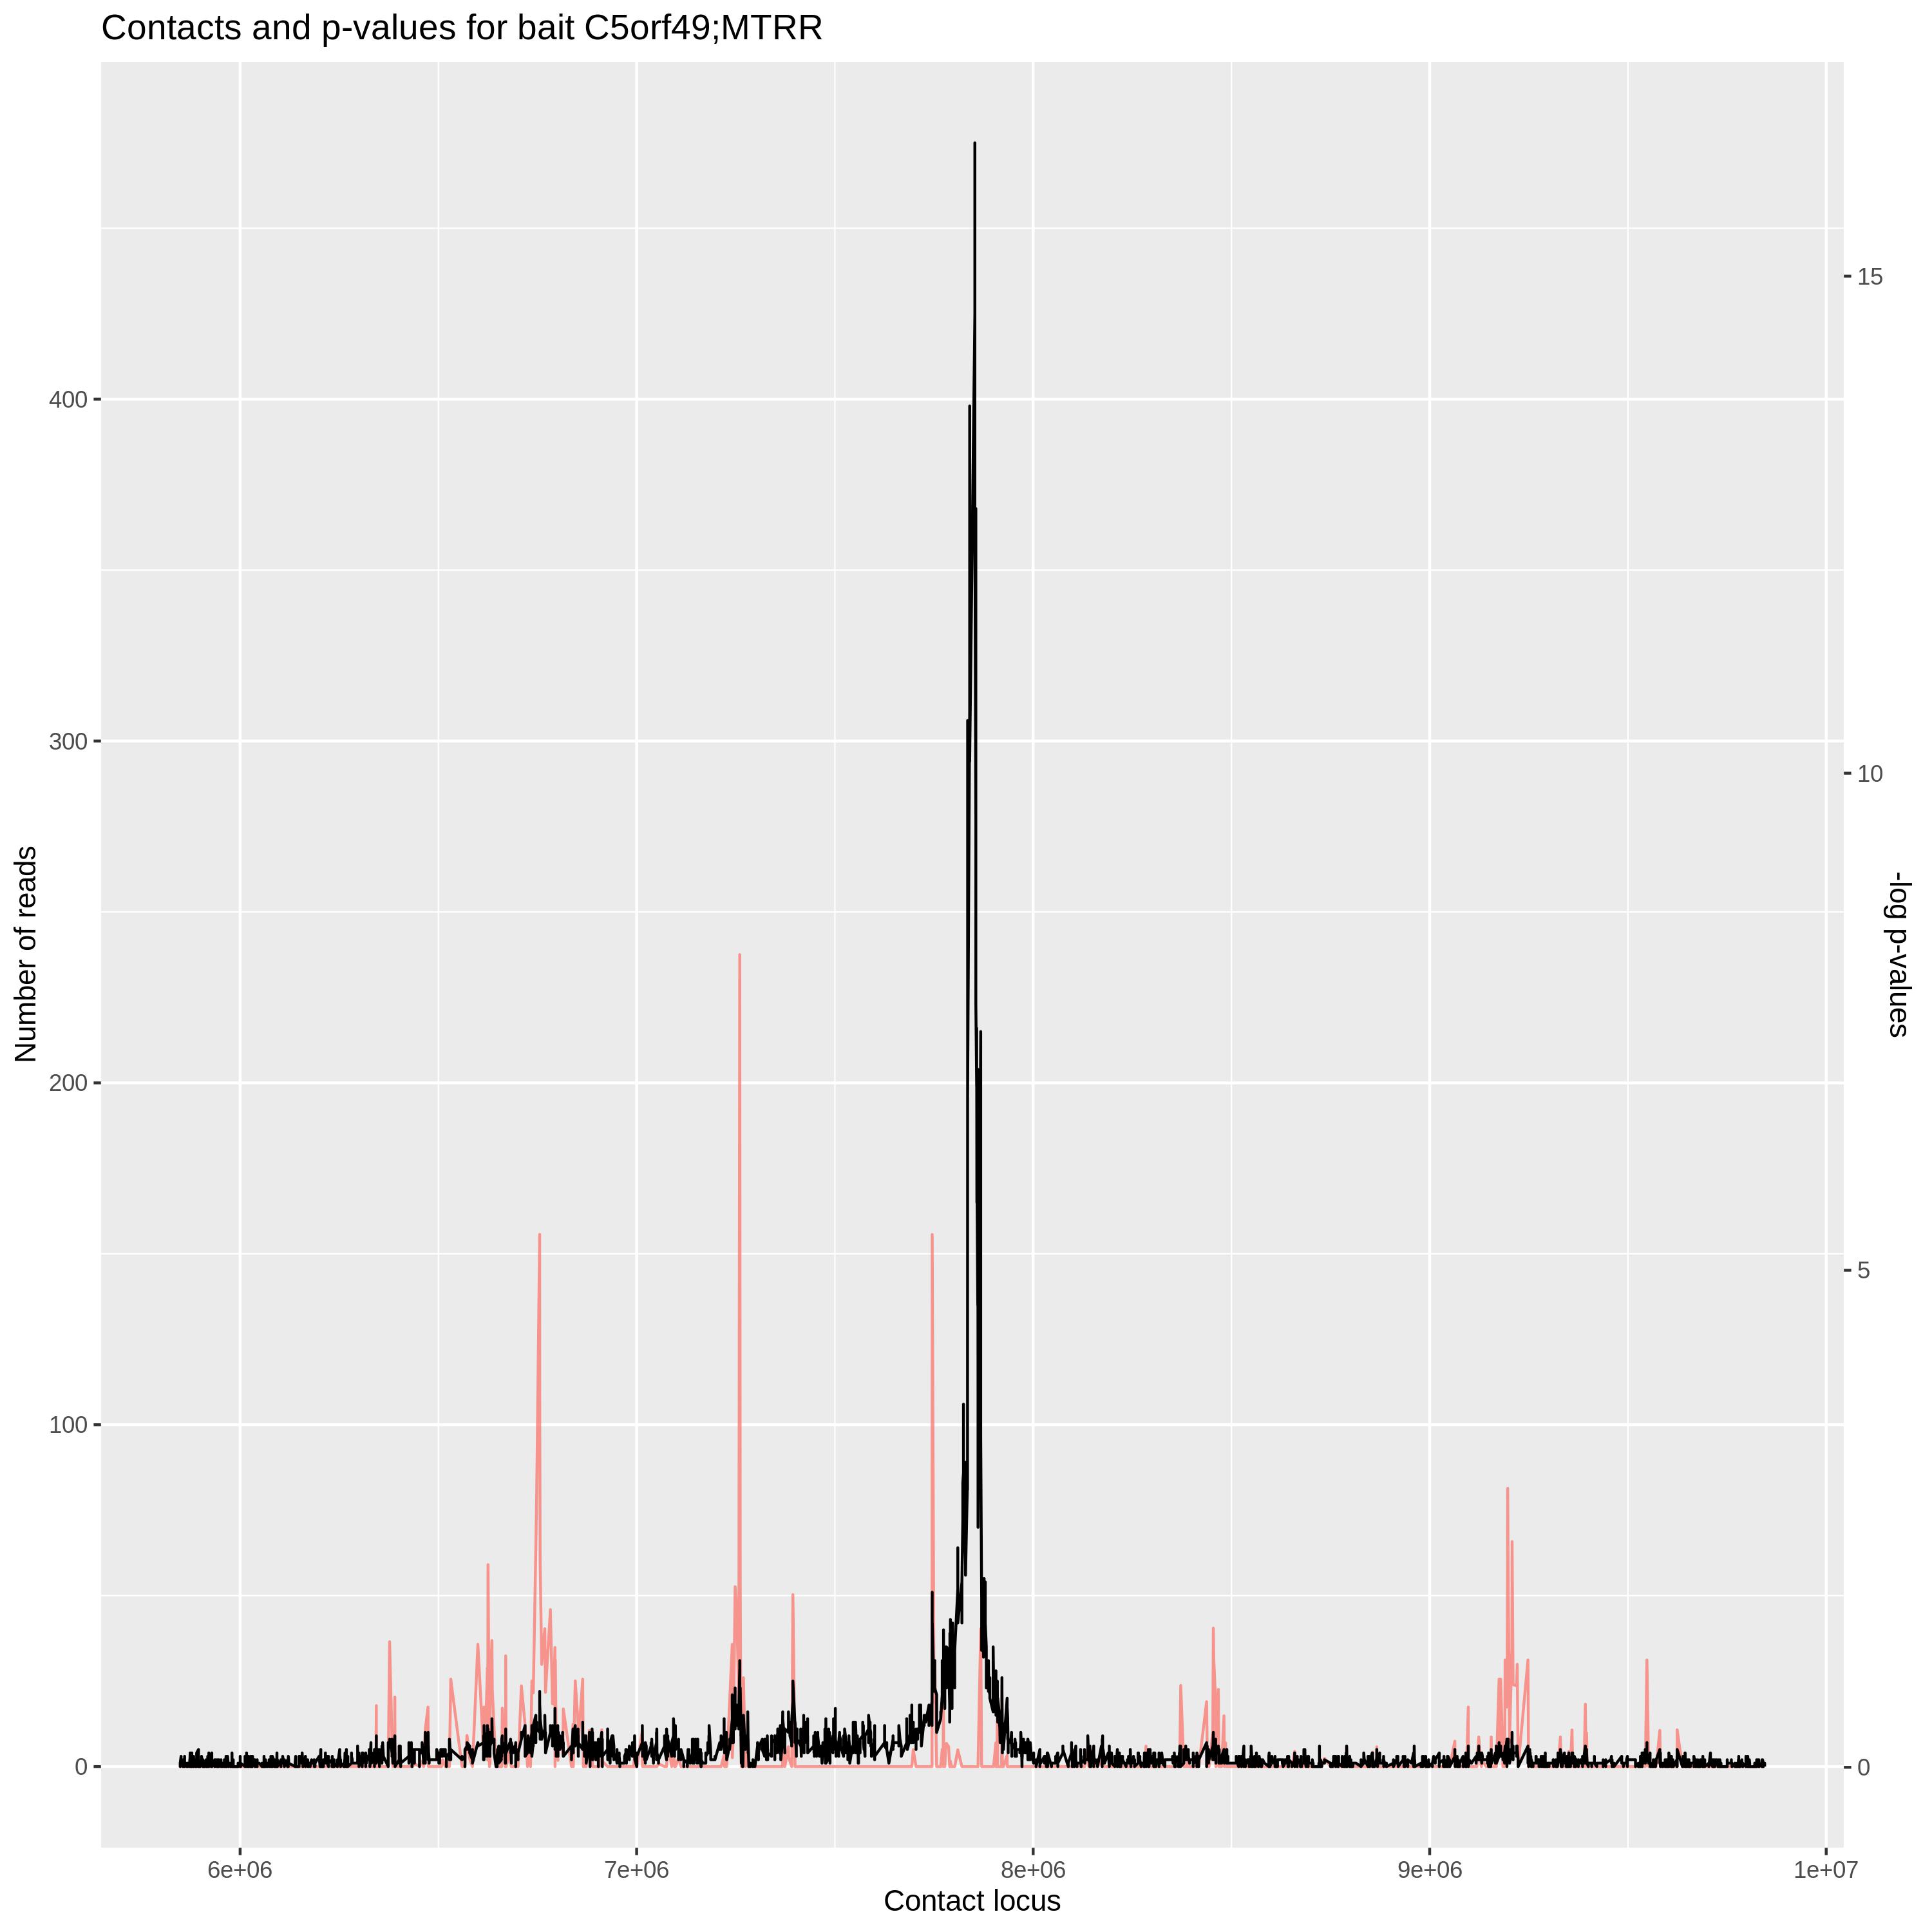 Contacts and p-values for bait C5orf49;MTRR
Number of reads
400
300
200
100
0
15
10
5
0
-log p-values
6e+06
7e+06
8e+06
9e+06
1e+07
Contact locus